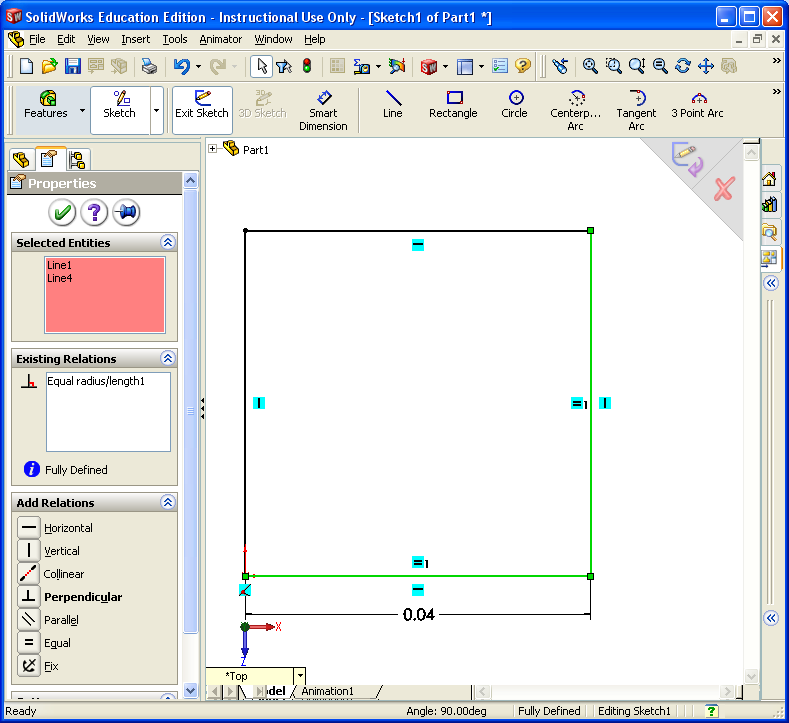 SolidWorks Education Edition - Instructional Use Only - [Sketch1 of Part1 *]
File Edit View Insert Tools Animator Window Help
Features Sketch Exit Sketch 3D Sketch Smart Dimension Line Rectangle Circle Centerp... Arc Tangent Arc 3 Point Arc
Part1
Properties
Selected Entities
Line1
Line4
Existing Relations
Equal radius/length1
Fully Defined
Add Relations
Horizontal
Vertical
Collinear
Perpendicular
Parallel
Equal
Fix
=1
=1
0.04
X
Z
*Top
Animation1
Ready Angle: 90.00deg Fully Defined Editing Sketch1